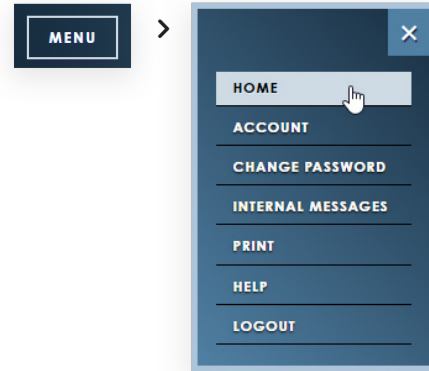 MENU
HOME
ACCOUNT
CHANGE PASSWORD
INTERNAL MESSAGES
PRINT
HELP
LOGOUT